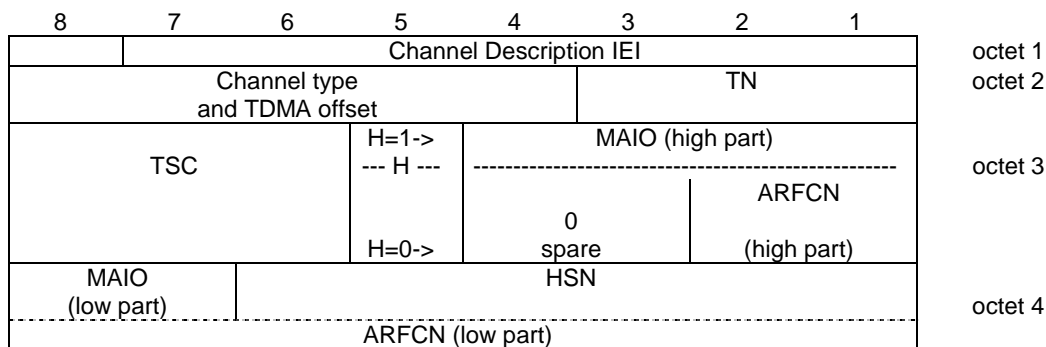 8 7 6 5 4 3 2 1
Channel Description IEI octet 1
Channel type TN octet 2
and TDMA offset
H=1-> MAIO (high part)
TSC --- H --- ------------------------------------------------------- octet 3
ARFCN
0
H=0-> spare (high part)
MAIO HSN
(low part) octet 4
ARFCN (low part)